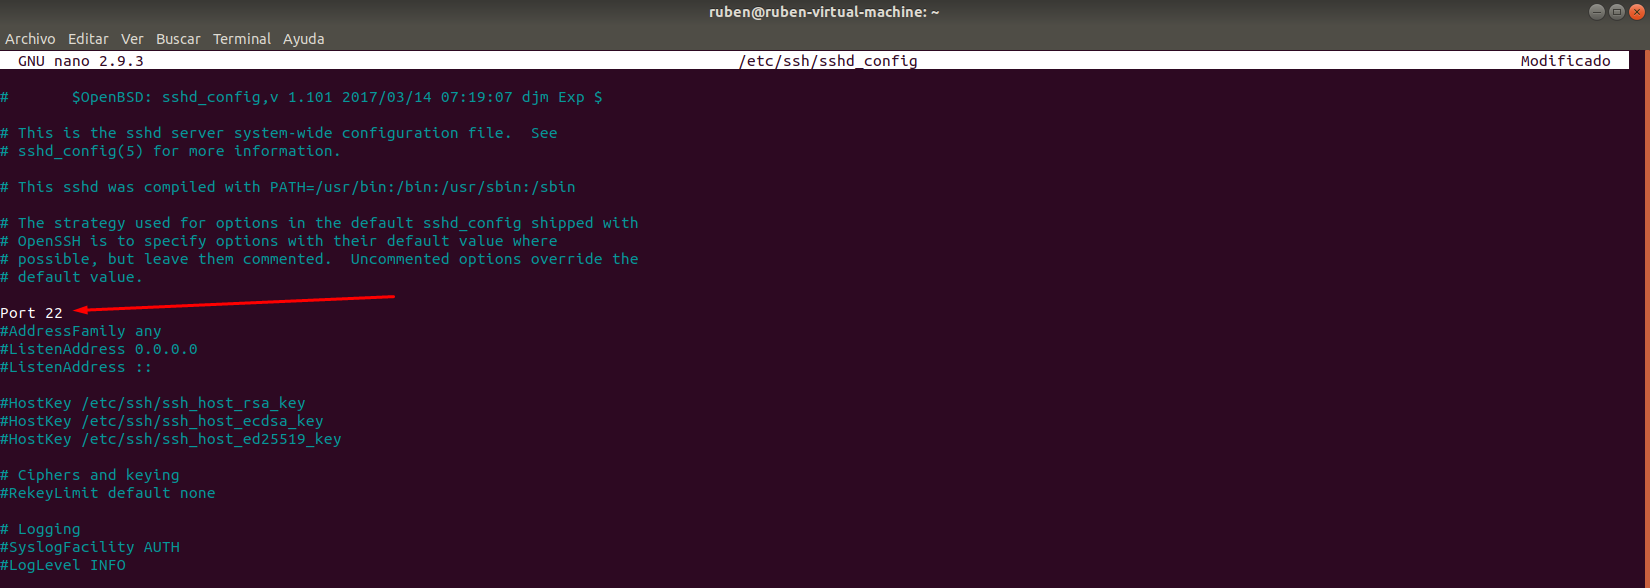 ruben@ruben-virtual-machine: ~
Archivo Editar Ver Buscar Terminal Ayuda
GNU nano 2.9.3 /etc/ssh/sshd_config Modificado
# $OpenBSD: sshd_config,v 1.101 2017/03/14 07:19:07 djm Exp $
# This is the sshd server system-wide configuration file. See
# sshd_config(5) for more information.
# This sshd was compiled with PATH=/usr/bin:/bin:/usr/sbin:/sbin
# The strategy used for options in the default sshd_config shipped with
# OpenSSH is to specify options with their default value where
# possible, but leave them commented. Uncommented options override the
# default value.
Port 22
#AddressFamily any
#ListenAddress 0.0.0.0
#ListenAddress ::
#HostKey /etc/ssh/ssh_host_rsa_key
#HostKey /etc/ssh/ssh_host_ecdsa_key
#HostKey /etc/ssh/ssh_host_ed25519_key
# Ciphers and keying
#RekeyLimit default none
# Logging
#SyslogFacility AUTH
#LogLevel INFO